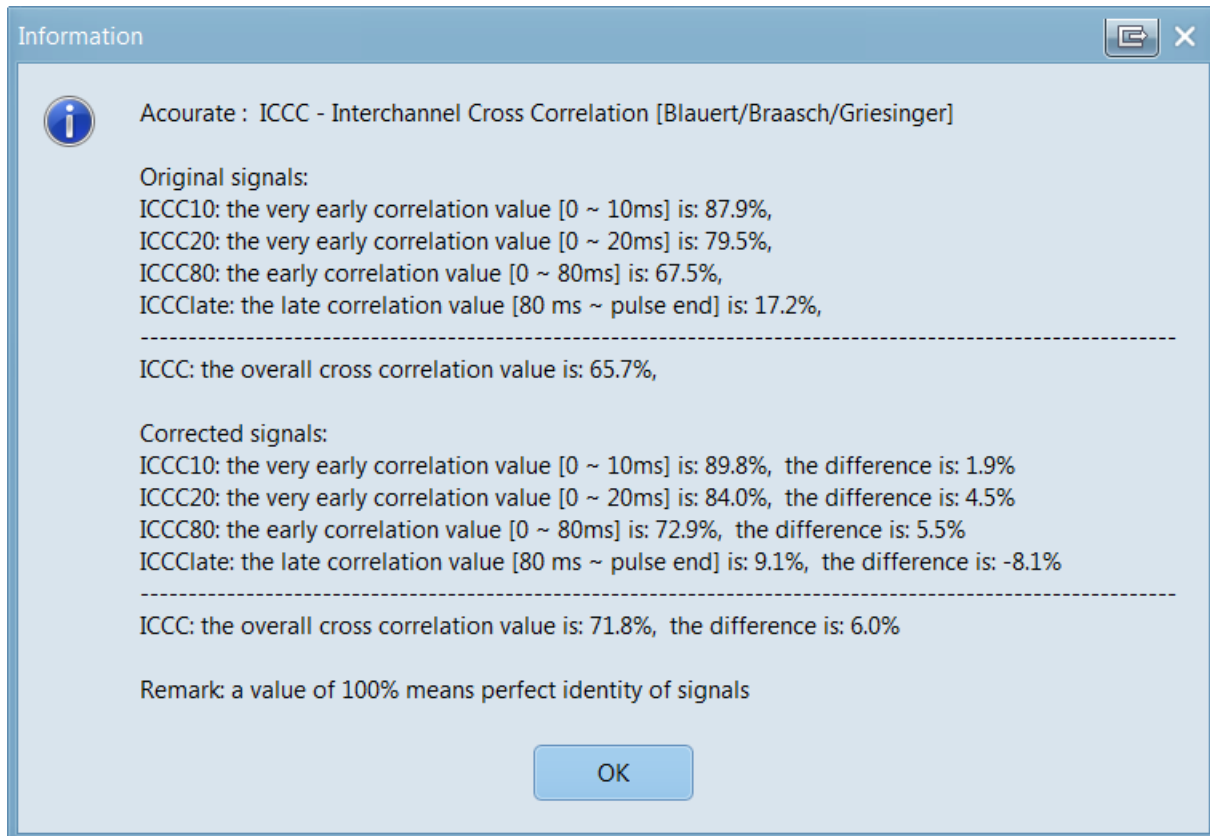 Information
Acourate :  ICCC - Interchannel Cross Correlation [Blauert/Braasch/Griesinger]
Original signals:
ICCC10: the very early correlation value [0 ~ 10ms] is: 87.9%,
ICCC20: the very early correlation value [0 ~ 20ms] is: 79.5%,
ICCC80: the early correlation value [0 ~ 80ms] is: 67.5%,
ICCClate: the late correlation value [80 ms ~ pulse end] is: 17.2%,
------------------------------------------------------------------------------------------------------------
ICCC: the overall cross correlation value is: 65.7%,
Corrected signals:
ICCC10: the very early correlation value [0 ~ 10ms] is: 89.8%,  the difference is: 1.9%
ICCC20: the very early correlation value [0 ~ 20ms] is: 84.0%,  the difference is: 4.5%
ICCC80: the early correlation value [0 ~ 80ms] is: 72.9%,  the difference is: 5.5%
ICCClate: the late correlation value [80 ms ~ pulse end] is: 9.1%,  the difference is: -8.1%
------------------------------------------------------------------------------------------------------------
ICCC: the overall cross correlation value is: 71.8%,  the difference is: 6.0%
Remark: a value of 100% means perfect identity of signals
OK